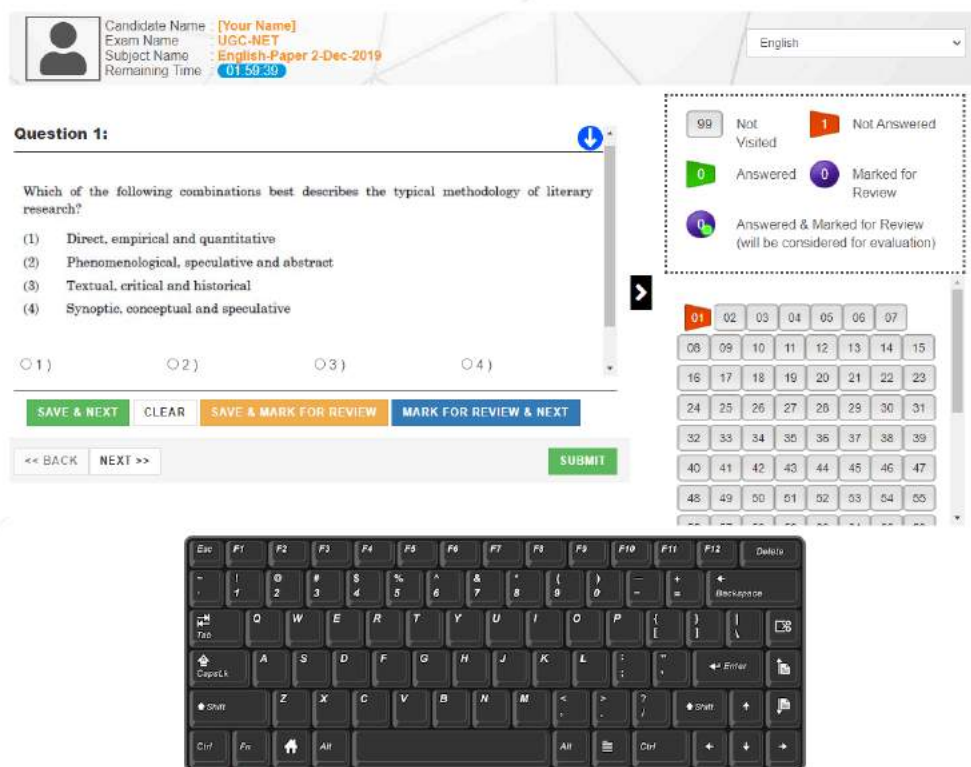 Candidate Name : [Your Name]
Exam Name : UGC-NET
Subject Name : English-Paper 2-Dec-2019
Remaining Time : 01:59:39
English
Question 1:
Which of the following combinations best describes the typical methodology of literary
research?
(1) Direct, empirical and quantitative
(2) Phenomenological, speculative and abstract
(3) Textual, critical and historical
(4) Synoptic, conceptual and speculative
1 )
2 )
3 )
4 )
SAVE & NEXT
CLEAR
SAVE & MARK FOR REVIEW
MARK FOR REVIEW & NEXT
<< BACK
NEXT >>
SUBMIT
99 Not
Visited
1 Not Answered
0 Answered
0 Marked for
Review
0 Answered & Marked for Review
(will be considered for evaluation)
01 02 03 04 05 06 07
08 09 10 11 12 13 14 15
16 17 18 19 20 21 22 23
24 25 26 27 28 29 30 31
32 33 34 35 36 37 38 39
40 41 42 43 44 45 46 47
48 49 50 51 52 53 54 55
Esc F1 F2 F3 F4 F5 F6 F7 F8 F9 F10 F11 F12 Delete
! @ # $ % ^ & * ( ) — +
1 2 3 4 5 6 7 8 9 0 - = Backspace
Tab Q W E R T Y U I O P { [ } ] | \
CapsLk A S D F G H J K L : ; " ' Enter
Shift Z X C V B N M < , > . ? / Shift
Ctrl Fn Alt Alt Ctrl